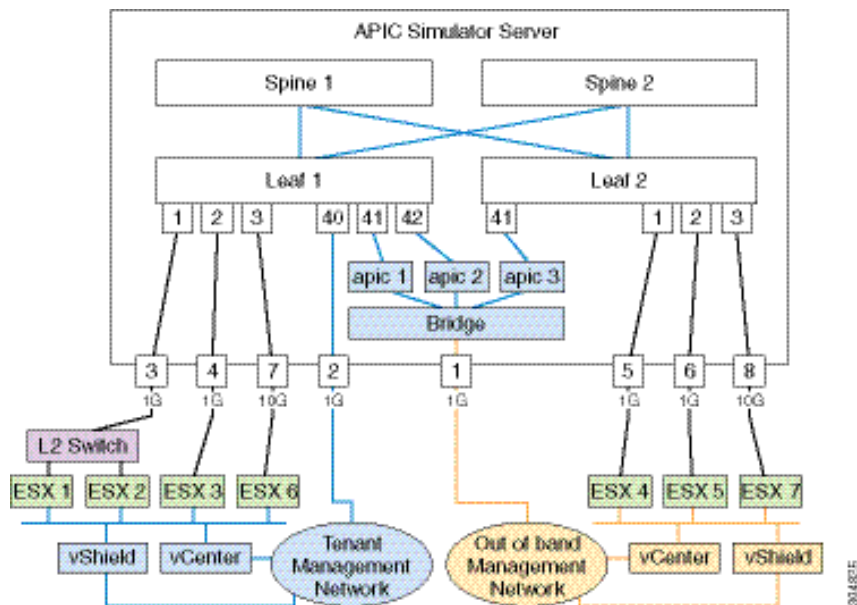 APIC Simulator Server
Spine 1 Spine 2
Leaf 1 Leaf 2
1 2 3 40 41 42 41 1 2 3
apic 1 apic 2 apic 3
Bridge
3 4 7 2 1 5 6 8
1G 1G 10G 1G 1G 1G 1G 10G
L2 Switch
ESX 1 ESX 2 ESX 3 ESX 6 ESX 4 ESX 5 ESX 7
vShield vCenter
Tenant
Management
Network
Out of band
Management
Network
vCenter vShield